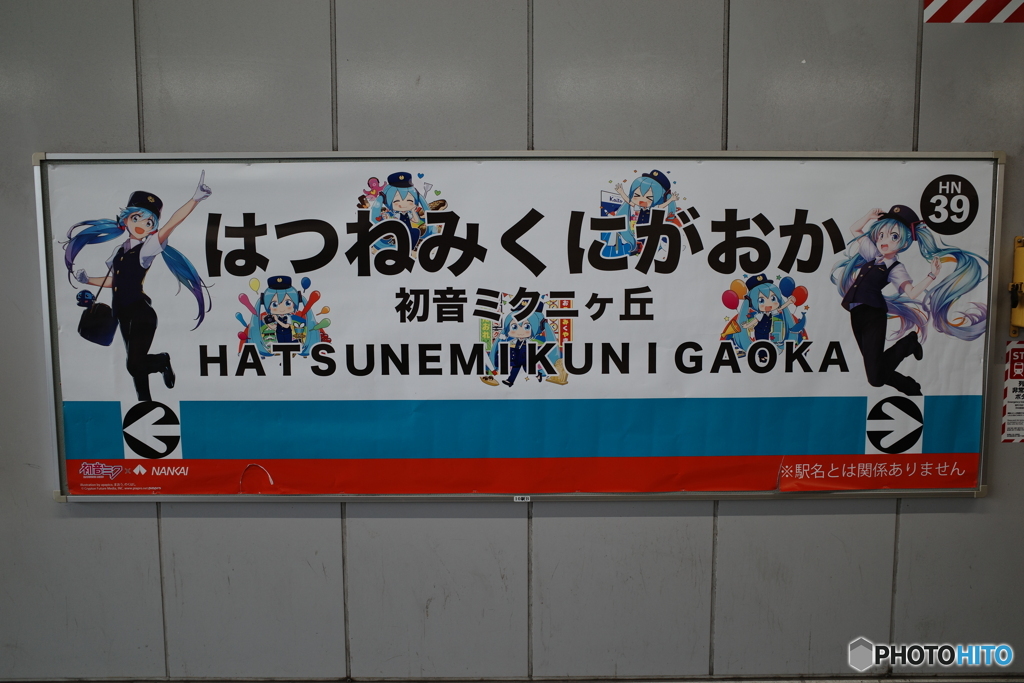 HN
39
はつねみくにがおか
初音ミクニヶ丘
HATSUNEMIKUNIGAOKA
初音ミク × NANKAI
※駅名とは関係ありません
PHOTOHITO